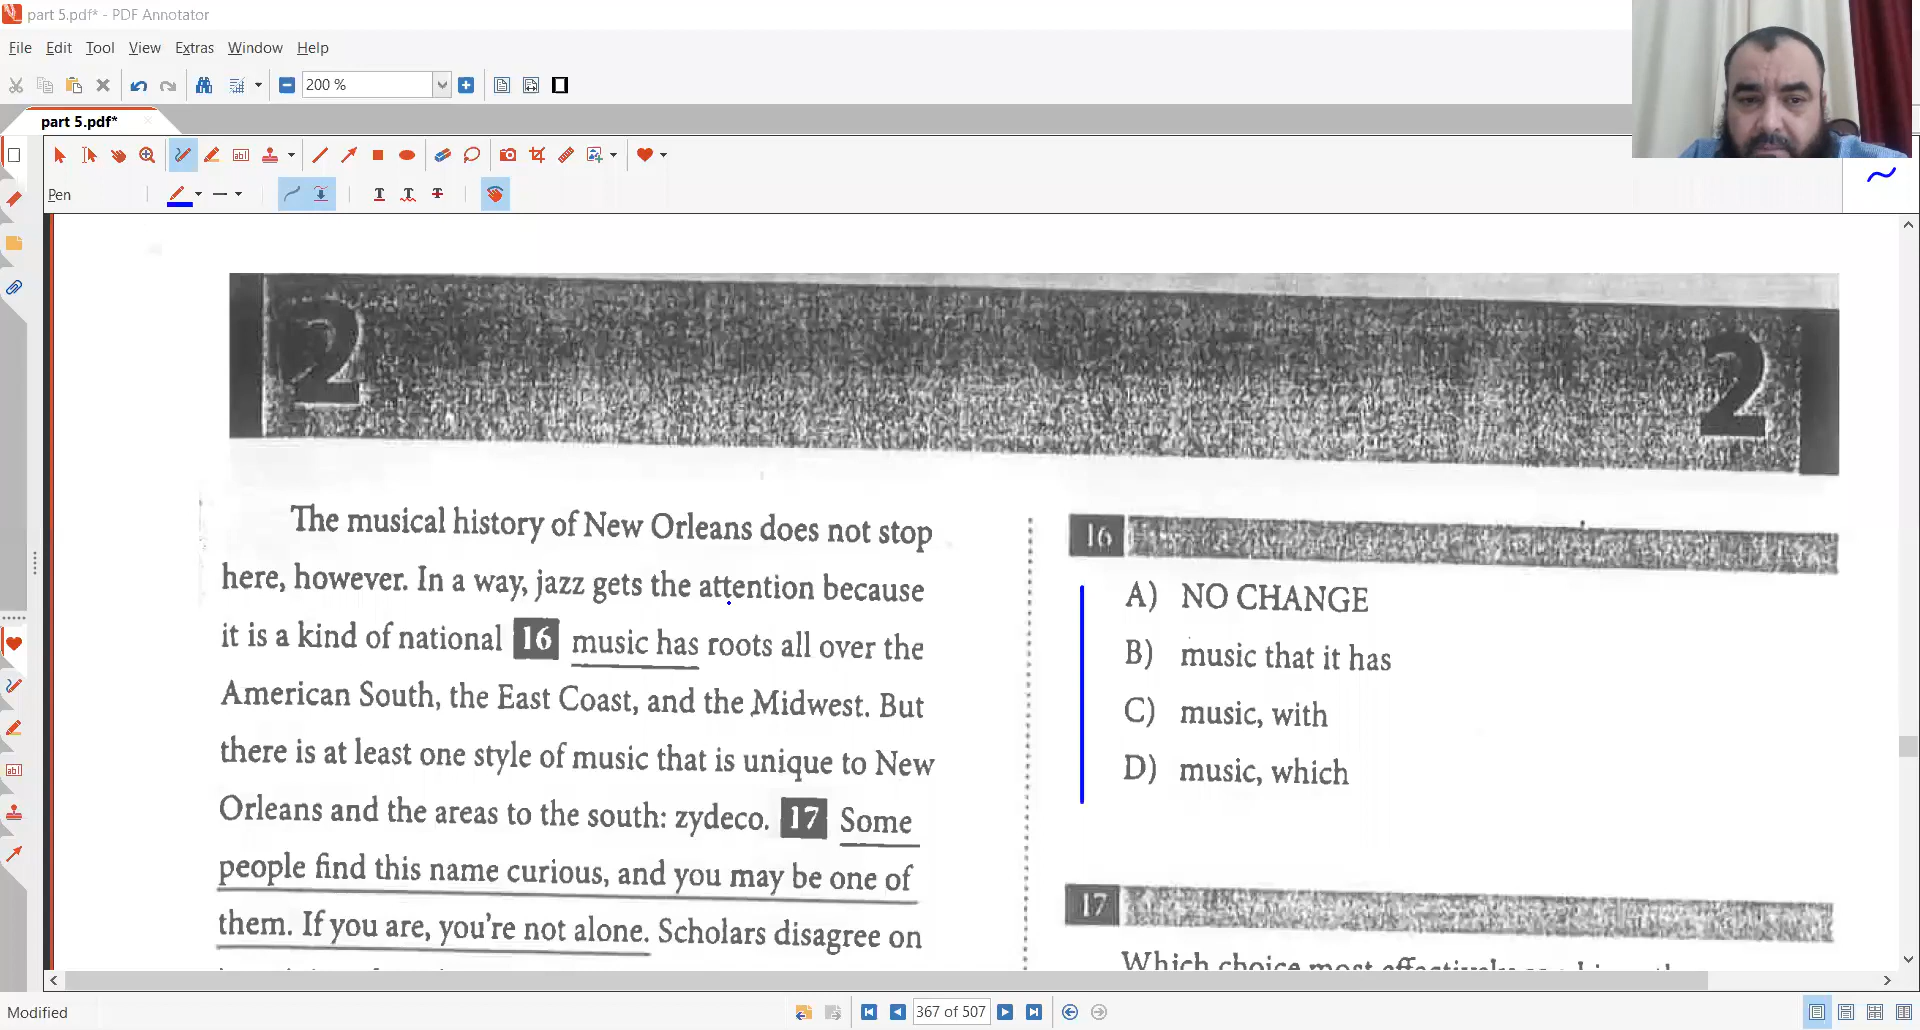 part 5.pdf* - PDF Annotator
File Edit Tool View Extras Window Help
200 %
part 5.pdf*
Pen
2
2
The musical history of New Orleans does not stop
here, however. In a way, jazz gets the attention because
it is a kind of national 16 music has roots all over the
American South, the East Coast, and the Midwest. But
there is at least one style of music that is unique to New
Orleans and the areas to the south: zydeco. 17 Some
people find this name curious, and you may be one of
them. If you are, you're not alone. Scholars disagree on
16
A) NO CHANGE
B) music that it has
C) music, with
D) music, which
17
Which choice most effectively
Modified
367 of 507